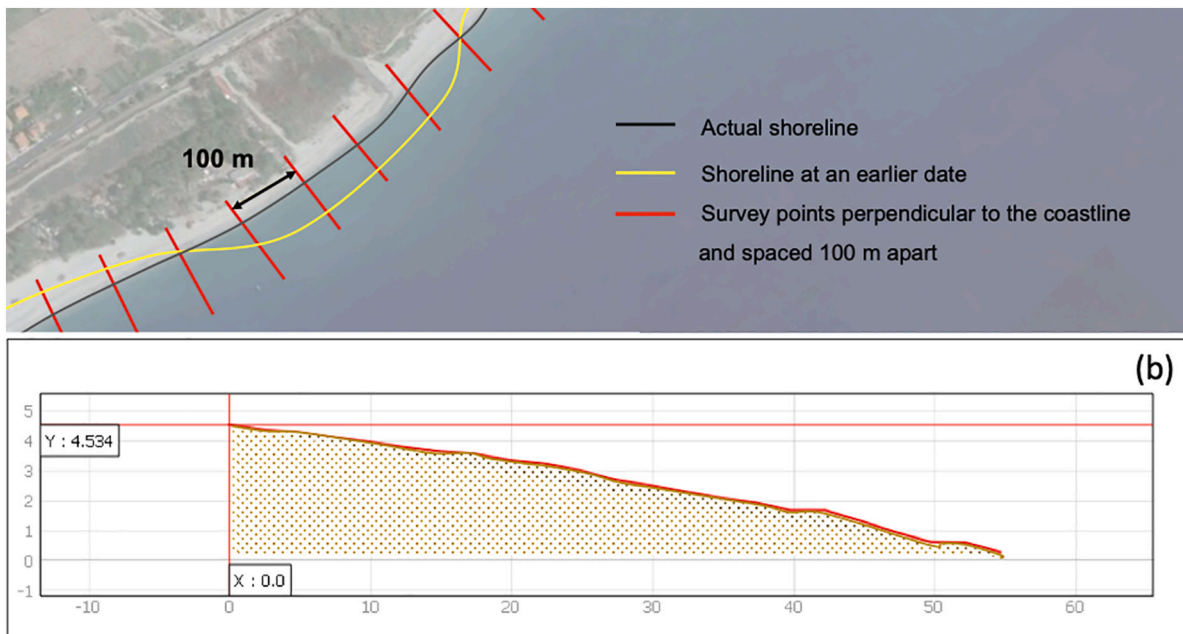 100 m
Actual shoreline
Shoreline at an earlier date
Survey points perpendicular to the coastline
and spaced 100 m apart
(b)
5
Y : 4.534
4
3
2
1
0
X : 0.0
-1
-10 0 10 20 30 40 50 60